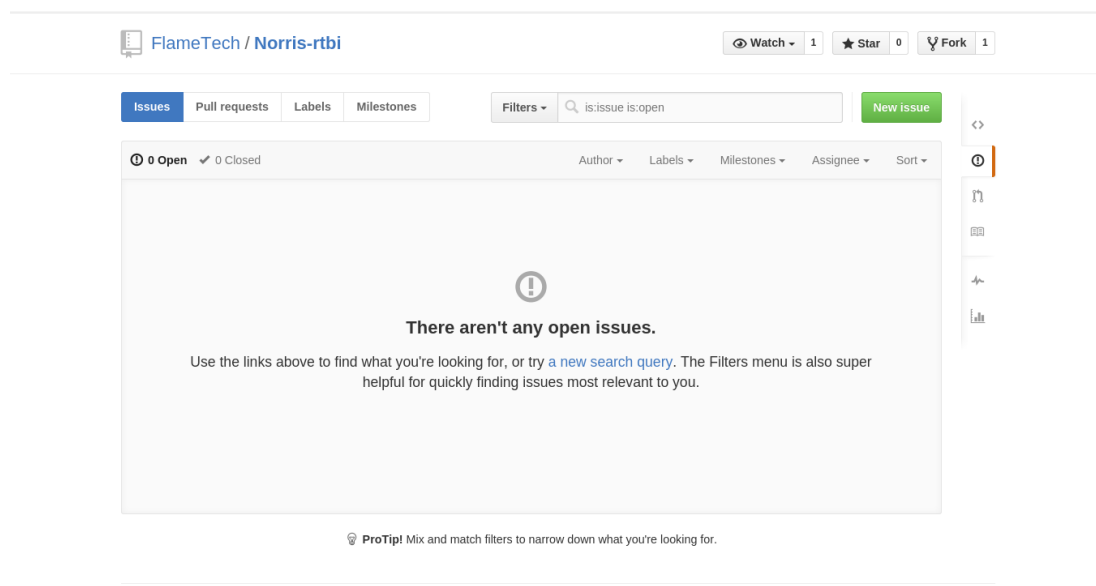 FlameTech / Norris-rtbi
Watch 1 Star 0 Fork 1
Issues Pull requests Labels Milestones Filters is:issue is:open New issue
0 Open 0 Closed Author Labels Milestones Assignee Sort
There aren't any open issues.
Use the links above to find what you're looking for, or try a new search query. The Filters menu is also super
helpful for quickly finding issues most relevant to you.
ProTip! Mix and match filters to narrow down what you're looking for.